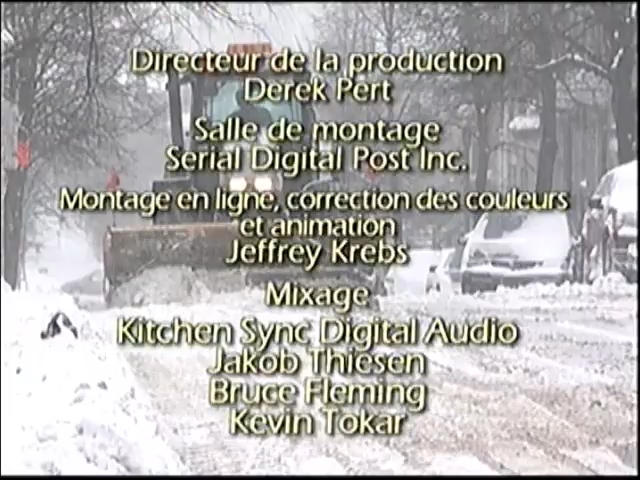 Directeur de la production
Derek Pert
Salle de montage
Serial Digital Post Inc.
Montage en ligne, correction des couleurs
et animation
Jeffrey Krebs
Mixage
Kitchen Sync Digital Audio
Jakob Thiesen
Bruce Fleming
Kevin Tokar